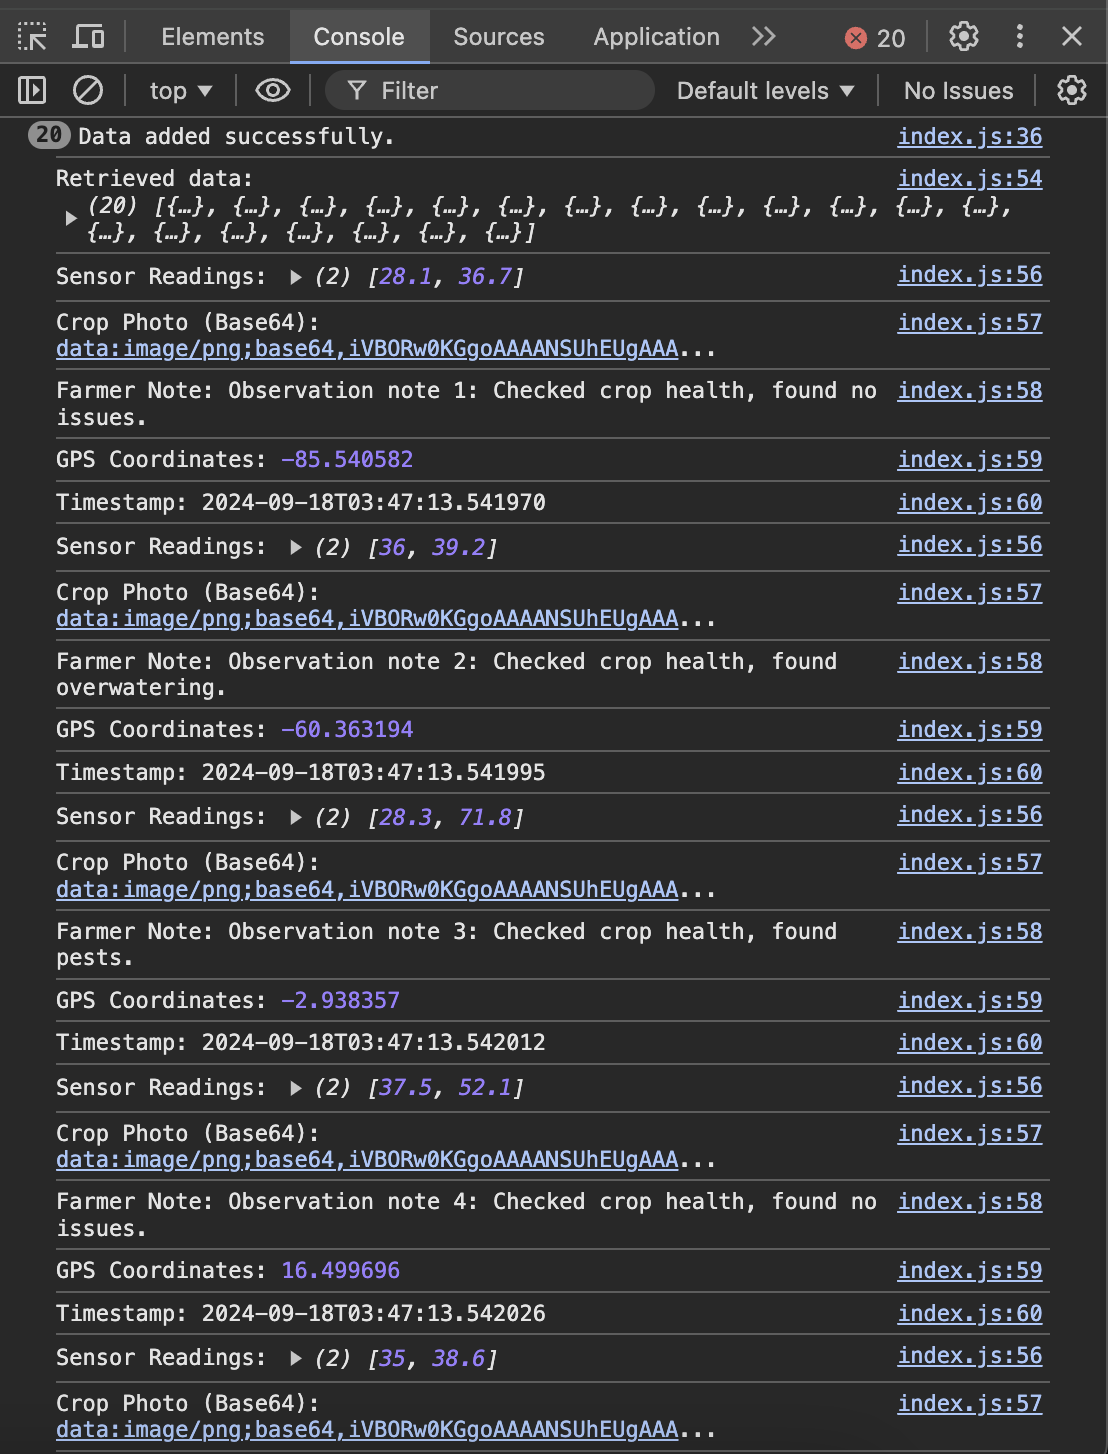 Elements Console Sources Application 20
top Filter Default levels No Issues
20 Data added successfully. index.js:36
Retrieved data: index.js:54
(20) [{…}, {…}, {…}, {…}, {…}, {…}, {…}, {…}, {…}, {…}, {…}, {…}, {…},
{…}, {…}, {…}, {…}, {…}, {…}, {…}]
Sensor Readings: (2) [28.1, 36.7] index.js:56
Crop Photo (Base64): index.js:57
data:image/png;base64,iVBORw0KGgoAAAANSUhEUgAAA...
Farmer Note: Observation note 1: Checked crop health, found no index.js:58
issues.
GPS Coordinates: -85.540582 index.js:59
Timestamp: 2024-09-18T03:47:13.541970 index.js:60
Sensor Readings: (2) [36, 39.2] index.js:56
Crop Photo (Base64): index.js:57
data:image/png;base64,iVBORw0KGgoAAAANSUhEUgAAA...
Farmer Note: Observation note 2: Checked crop health, found index.js:58
overwatering.
GPS Coordinates: -60.363194 index.js:59
Timestamp: 2024-09-18T03:47:13.541995 index.js:60
Sensor Readings: (2) [28.3, 71.8] index.js:56
Crop Photo (Base64): index.js:57
data:image/png;base64,iVBORw0KGgoAAAANSUhEUgAAA...
Farmer Note: Observation note 3: Checked crop health, found index.js:58
pests.
GPS Coordinates: -2.938357 index.js:59
Timestamp: 2024-09-18T03:47:13.542012 index.js:60
Sensor Readings: (2) [37.5, 52.1] index.js:56
Crop Photo (Base64): index.js:57
data:image/png;base64,iVBORw0KGgoAAAANSUhEUgAAA...
Farmer Note: Observation note 4: Checked crop health, found no index.js:58
issues.
GPS Coordinates: 16.499696 index.js:59
Timestamp: 2024-09-18T03:47:13.542026 index.js:60
Sensor Readings: (2) [35, 38.6] index.js:56
Crop Photo (Base64): index.js:57
data:image/png;base64,iVBORw0KGgoAAAANSUhEUgAAA...